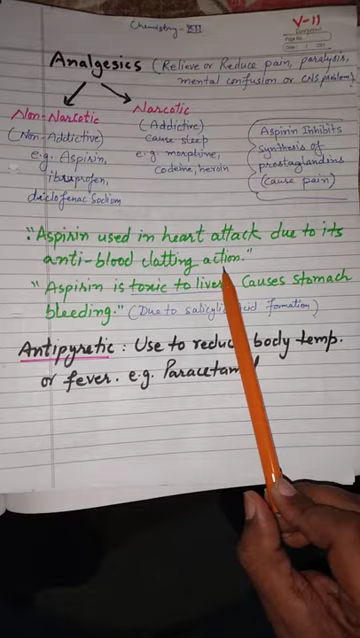 Chemistry-XII
V-11
Analgesics (Relieve or Reduce pain, paralysis,
mental confusion or CNS problem)
Non-Narcotic
(Non-Addictive)
e.g. Aspirin,
ibuprofen,
diclofenac Sodium
Narcotic
(Addictive)
cause sleep
e.g. morphine,
Codeine, heroin
Aspirin Inhibits
synthesis of
prostaglandins
(cause pain)
"Aspirin used in heart attack due to its
anti-blood clotting action."
"Aspirin is toxic to liver Causes stomach
bleeding." (Due to salicylic acid formation)
Antipyretic : Use to reduce body temp.
or fever. e.g. Paracetamol